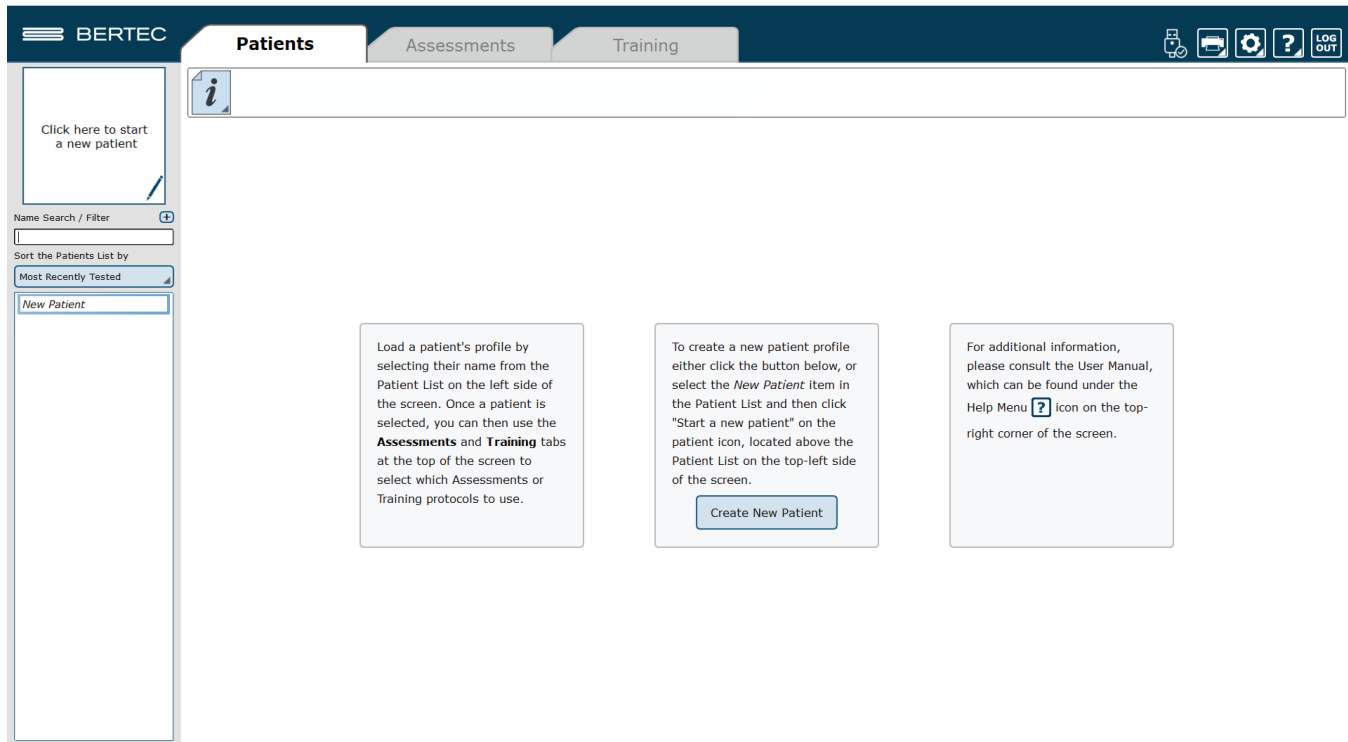 BERTEC
Patients
Assessments
Training
?
LOG
OUT
Click here to start
a new patient
i
Name Search / Filter
Sort the Patients List by
Most Recently Tested
New Patient
Load a patient's profile by
selecting their name from the
Patient List on the left side of
the screen. Once a patient is
selected, you can then use the
Assessments and Training tabs
at the top of the screen to
select which Assessments or
Training protocols to use.
To create a new patient profile
either click the button below, or
select the New Patient item in
the Patient List and then click
"Start a new patient" on the
patient icon, located above the
Patient List on the top-left side
of the screen.
Create New Patient
For additional information,
please consult the User Manual,
which can be found under the
Help Menu ? icon on the top-
right corner of the screen.